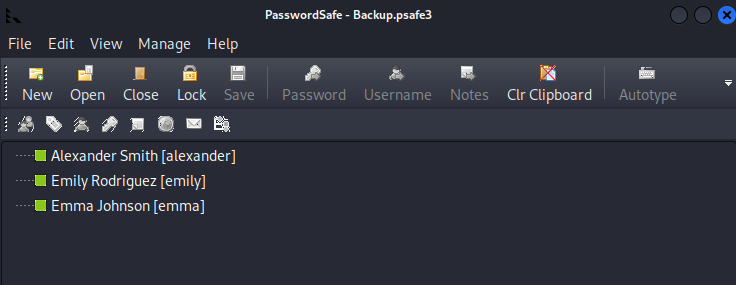 PasswordSafe - Backup.psafe3
File Edit View Manage Help
New Open Close Lock Save Password Username Notes Clr Clipboard Autotype
Alexander Smith [alexander]
Emily Rodriguez [emily]
Emma Johnson [emma]